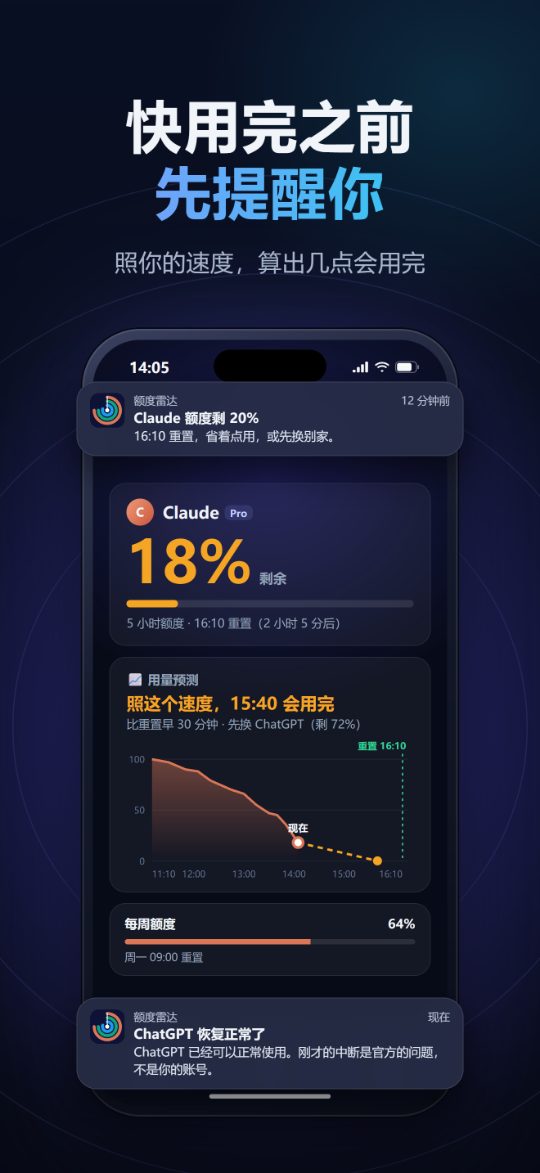 快用完之前
先提醒你
照你的速度，算出几点会用完
14:05
额度雷达
12 分钟前
Claude 额度剩 20%
16:10 重置，省着点用，或先换别家。
C Claude Pro
18% 剩余
5 小时额度 · 16:10 重置（2 小时 5 分后）
用量预测
照这个速度，15:40 会用完
比重置早 30 分钟 · 先换 ChatGPT（剩 72%）
重置 16:10
100
50
现在
0
11:10 12:00 13:00 14:00 15:00 16:10
每周额度 64%
周一 09:00 重置
额度雷达
现在
ChatGPT 恢复正常了
ChatGPT 已经可以正常使用。刚才的中断是官方的问题，
不是你的账号。